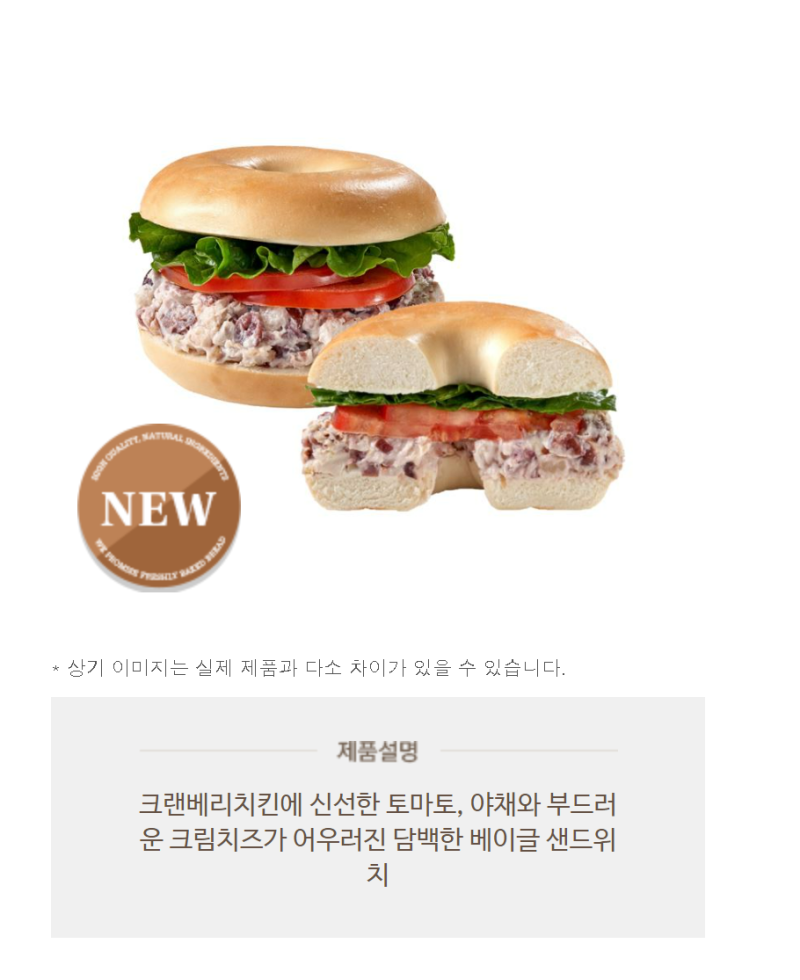 HIGH QUALITY, NATURAL INGREDIENTS
NEW
WE PROMISE FRESHLY BAKED BREAD
* 상기 이미지는 실제 제품과 다소 차이가 있을 수 있습니다.
제품설명
크랜베리치킨에 신선한 토마토, 야채와 부드러
운 크림치즈가 어우러진 담백한 베이글 샌드위
치